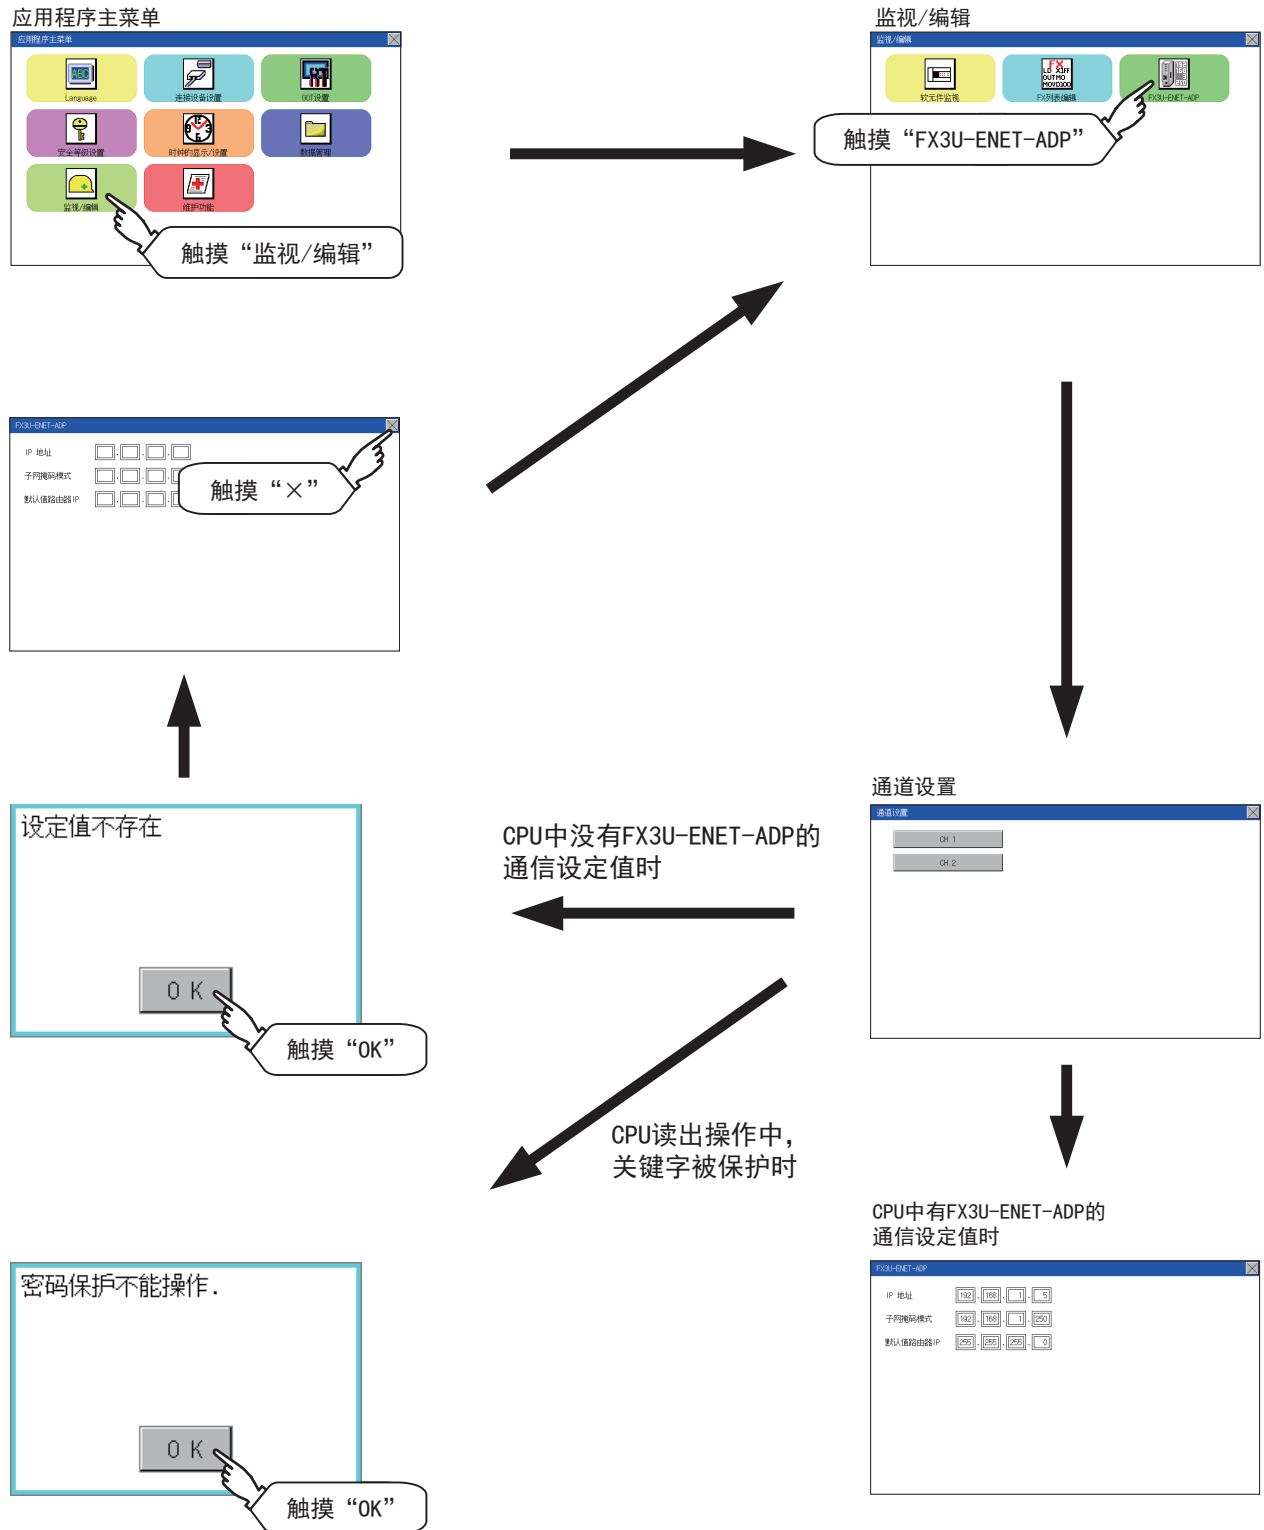 应用程序主菜单
应用程序主菜单
Language
连接设备设置
GOT设置
安全等级设置
时钟的显示/设置
数据管理
监视/编辑
维护功能
触摸“监视/编辑”
监视/编辑
监视/编辑
软元件监视
FX列表编辑
FX3U-ENET-ADP
触摸“FX3U-ENET-ADP”
FX3U-ENET-ADP
IP 地址
子网掩码模式
默认值路由器IP
触摸“×”
通道设置
通道设置
CH 1
CH 2
设定值不存在
OK
触摸“OK”
CPU中没有FX3U-ENET-ADP的
通信设定值时
CPU读出操作中，
关键字被保护时
CPU中有FX3U-ENET-ADP的
通信设定值时
FX3U-ENET-ADP
IP 地址 192.168.1.5
子网掩码模式 192.168.1.250
默认值路由器IP 255.255.255.0
密码保护不能操作.
OK
触摸“OK”